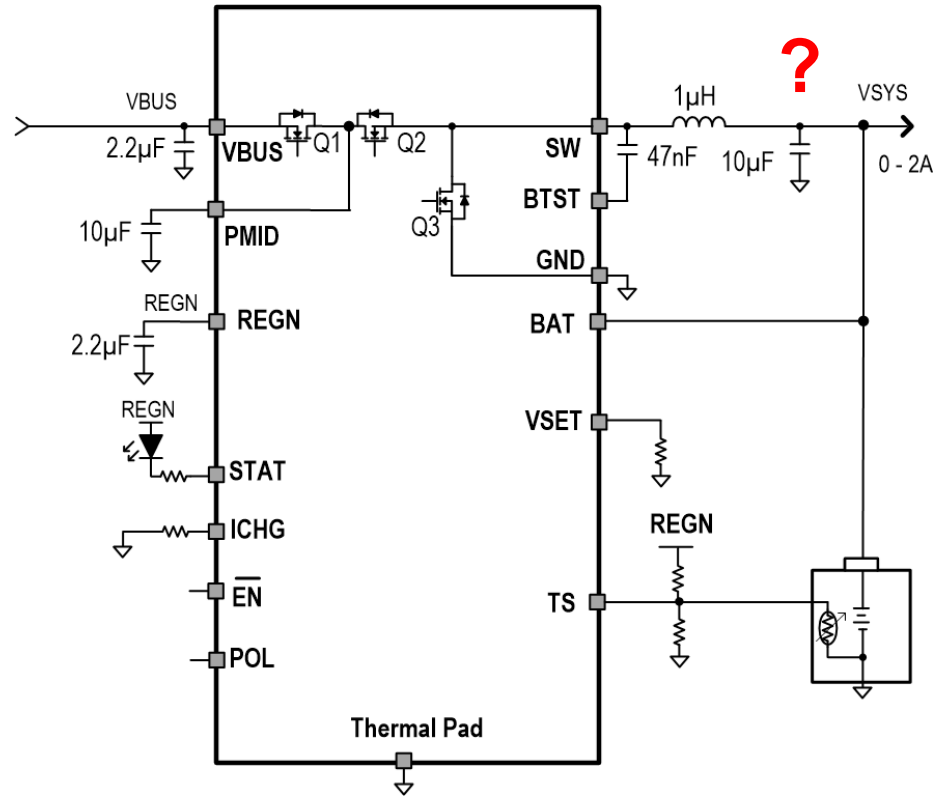 ?
VBUS
1µH
VSYS
2.2µF
VBUS
Q1
Q2
SW
47nF
10µF
0 - 2A
10µF
PMID
Q3
BTST
GND
REGN
2.2µF
REGN
BAT
REGN
VSET
STAT
ICHG
REGN
EN
TS
POL
Thermal Pad